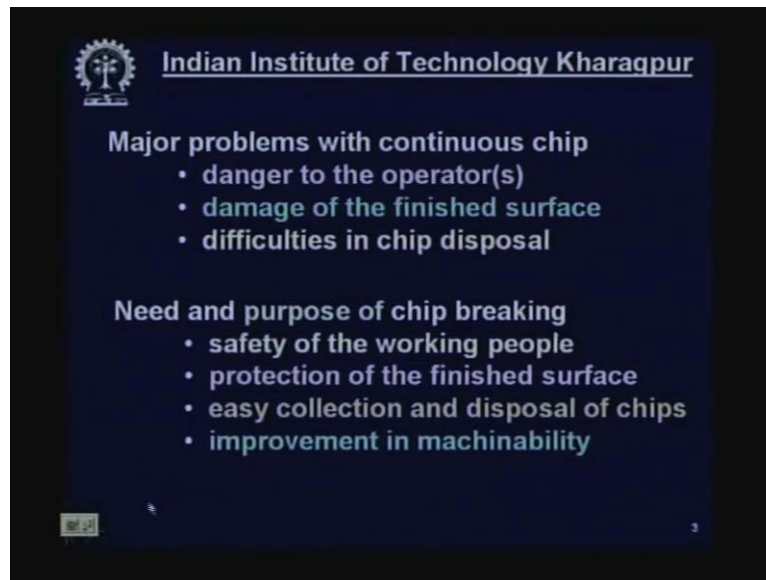 Indian Institute of Technology Kharagpur
Major problems with continuous chip
• danger to the operator(s)
• damage of the finished surface
• difficulties in chip disposal
Need and purpose of chip breaking
• safety of the working people
• protection of the finished surface
• easy collection and disposal of chips
• improvement in machinability
3